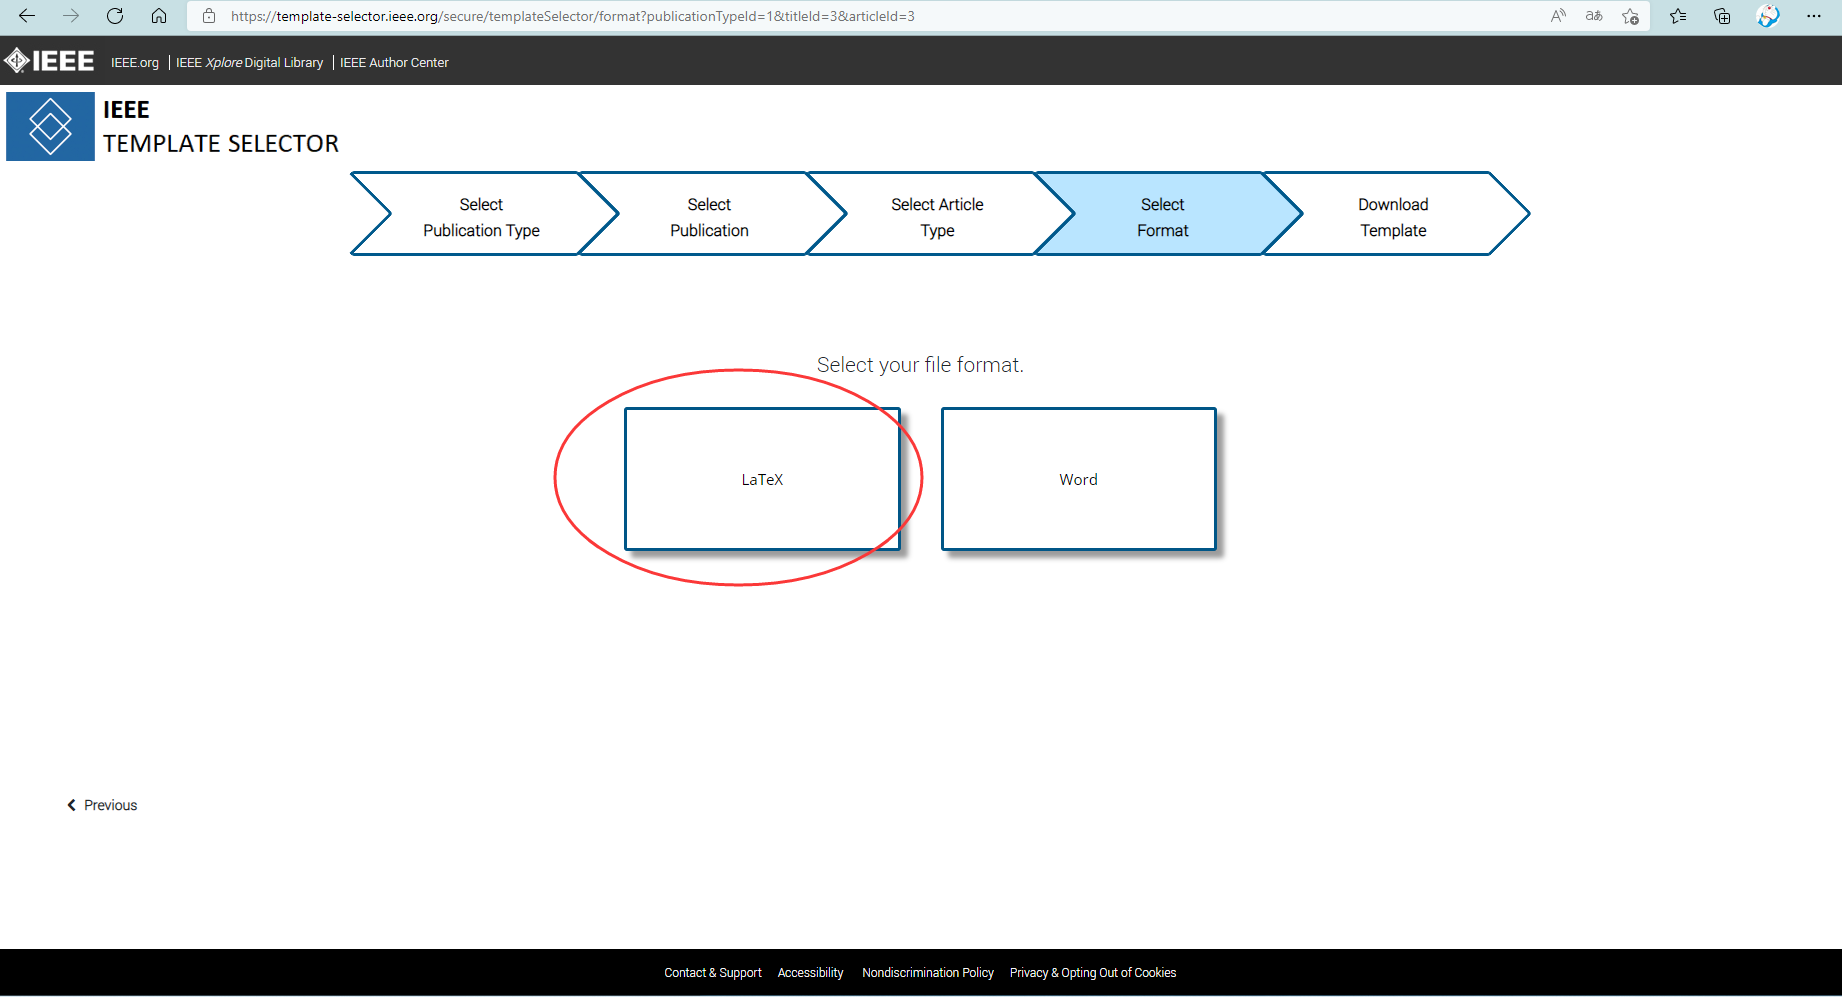 https://template-selector.ieee.org/secure/templateSelector/format?publicationTypeId=1&titleId=3&articleId=3
IEEE
IEEE.org
IEEE Xplore Digital Library
IEEE Author Center
IEEE
TEMPLATE SELECTOR
Select
Publication Type
Select
Publication
Select Article
Type
Select
Format
Download
Template
Select your file format.
LaTeX
Word
Previous
Contact & Support
Accessibility
Nondiscrimination Policy
Privacy & Opting Out of Cookies